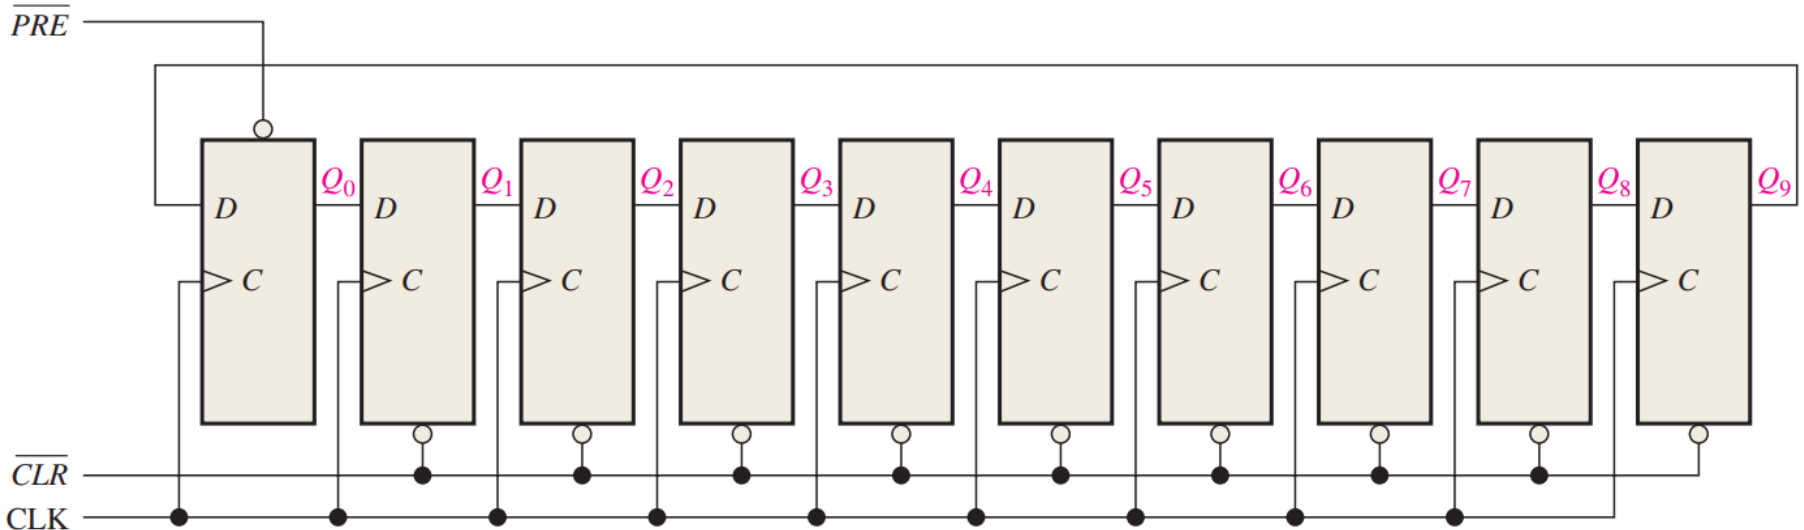 PRE
Q0 Q1 Q2 Q3 Q4 Q5 Q6 Q7 Q8 Q9
D D D D D D D D D D
C C C C C C C C C C
CLR
CLK